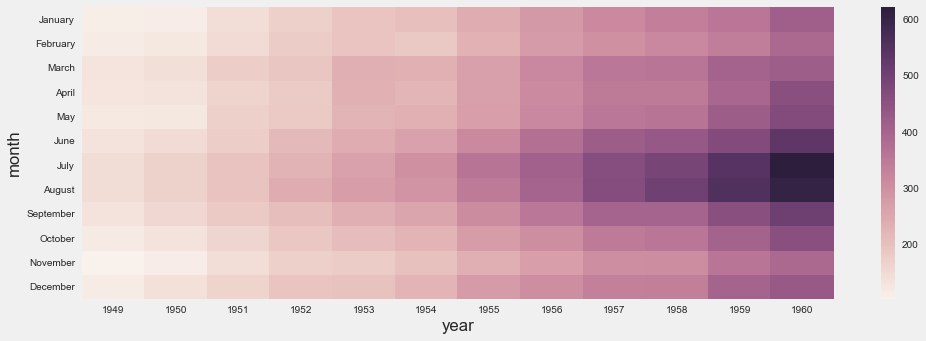 January
February
March
April
May
June
July
August
September
October
November
December
month
1949 1950 1951 1952 1953 1954 1955 1956 1957 1958 1959 1960
year
600
500
400
300
200